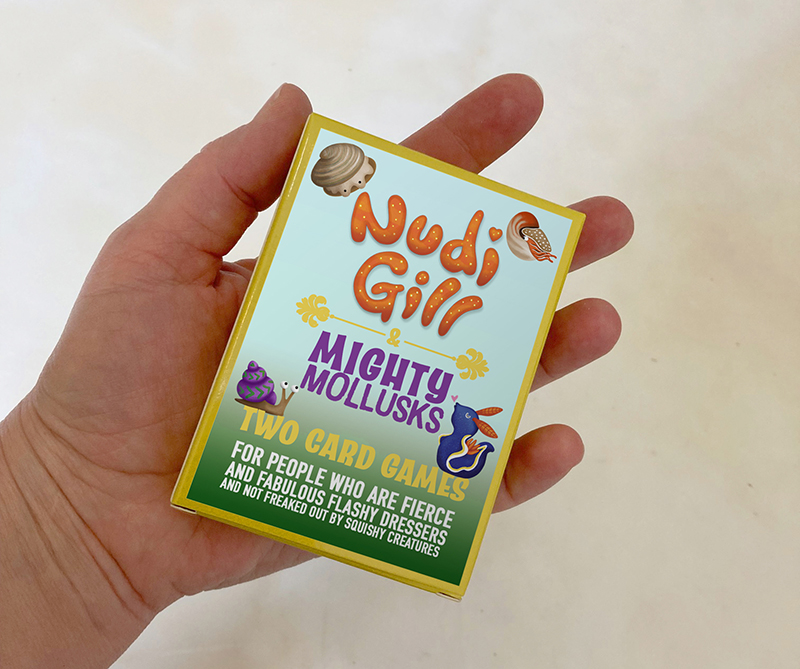 Nudi
Gill
&
MIGHTY
MOLLUSKS
TWO CARD GAMES
FOR PEOPLE WHO ARE FIERCE
AND FABULOUS FLASHY DRESSERS
AND NOT FREAKED OUT BY SQUISHY CREATURES